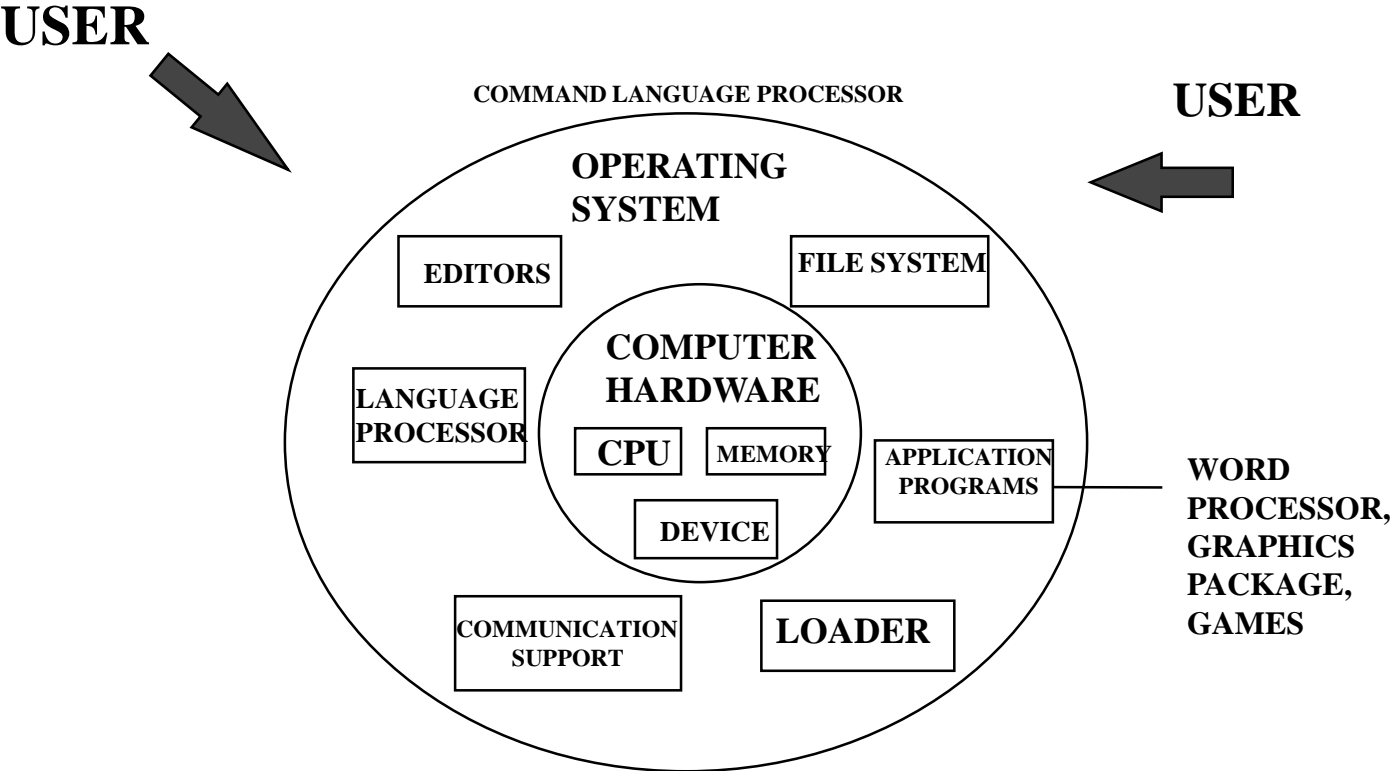 USER
COMMAND LANGUAGE PROCESSOR
USER
OPERATING
SYSTEM
EDITORS
FILE SYSTEM
COMPUTER
HARDWARE
LANGUAGE
PROCESSOR
CPU
MEMORY
DEVICE
APPLICATION
PROGRAMS
WORD
PROCESSOR,
GRAPHICS
PACKAGE,
GAMES
COMMUNICATION
SUPPORT
LOADER